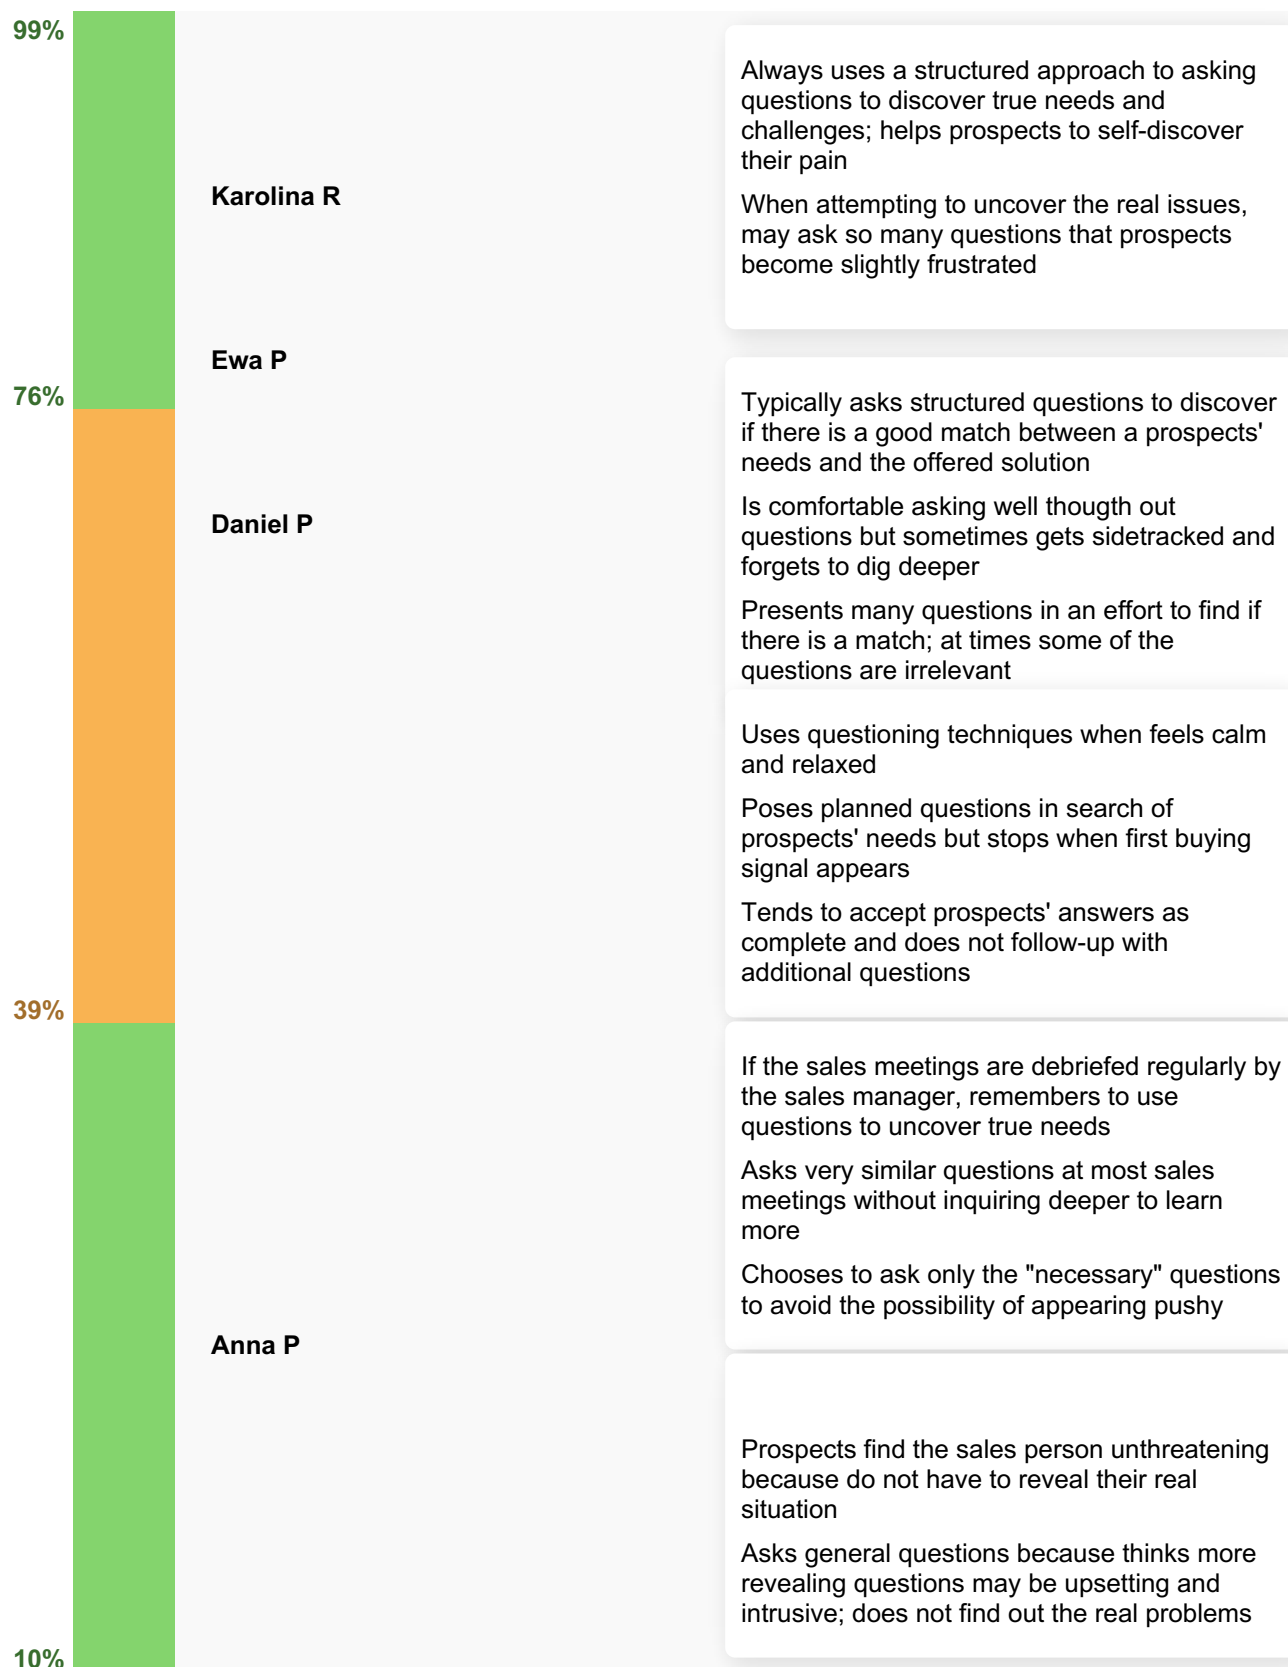 99%
Always uses a structured approach to asking
questions to discover true needs and
challenges; helps prospects to self-discover
their pain
Karolina R
When attempting to uncover the real issues,
may ask so many questions that prospects
become slightly frustrated
Ewa P
76%
Typically asks structured questions to discover
if there is a good match between a prospects'
needs and the offered solution
Daniel P
Is comfortable asking well thougth out
questions but sometimes gets sidetracked and
forgets to dig deeper
Presents many questions in an effort to find if
there is a match; at times some of the
questions are irrelevant
Uses questioning techniques when feels calm
and relaxed
Poses planned questions in search of
prospects' needs but stops when first buying
signal appears
Tends to accept prospects' answers as
complete and does not follow-up with
additional questions
39%
If the sales meetings are debriefed regularly by
the sales manager, remembers to use
questions to uncover true needs
Asks very similar questions at most sales
meetings without inquiring deeper to learn
more
Chooses to ask only the "necessary" questions
to avoid the possibility of appearing pushy
Anna P
Prospects find the sales person unthreatening
because do not have to reveal their real
situation
Asks general questions because thinks more
revealing questions may be upsetting and
intrusive; does not find out the real problems
10%